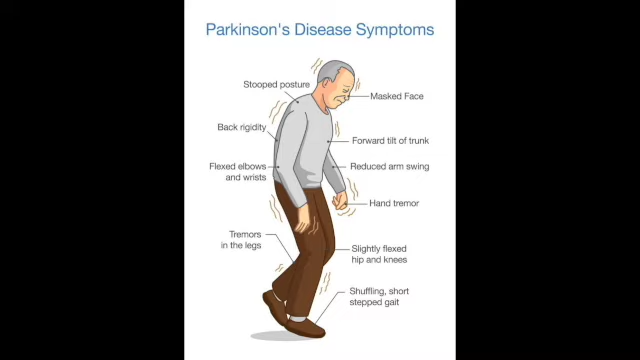 Parkinson's Disease Symptoms
Stooped posture
Masked Face
Back rigidity
Forward tilt of trunk
Flexed elbows
and wrists
Reduced arm swing
Hand tremor
Tremors
in the legs
Slightly flexed
hip and knees
Shuffling, short
stepped gait